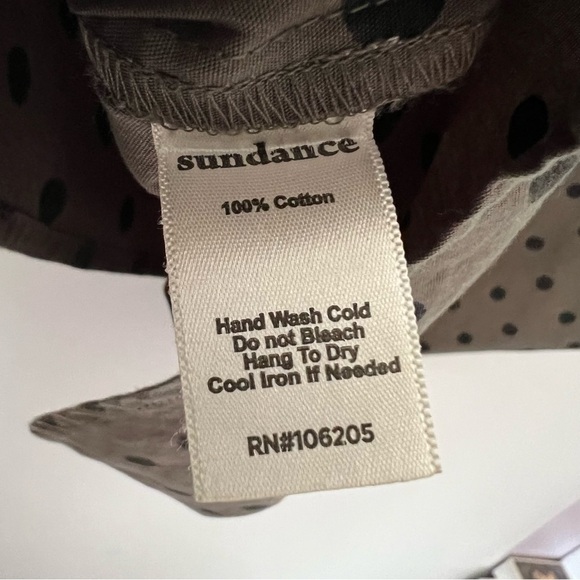 sundance
100% Cotton
Hand Wash Cold
Do not Bleach
Hang To Dry
Cool Iron If Needed
RN#106205